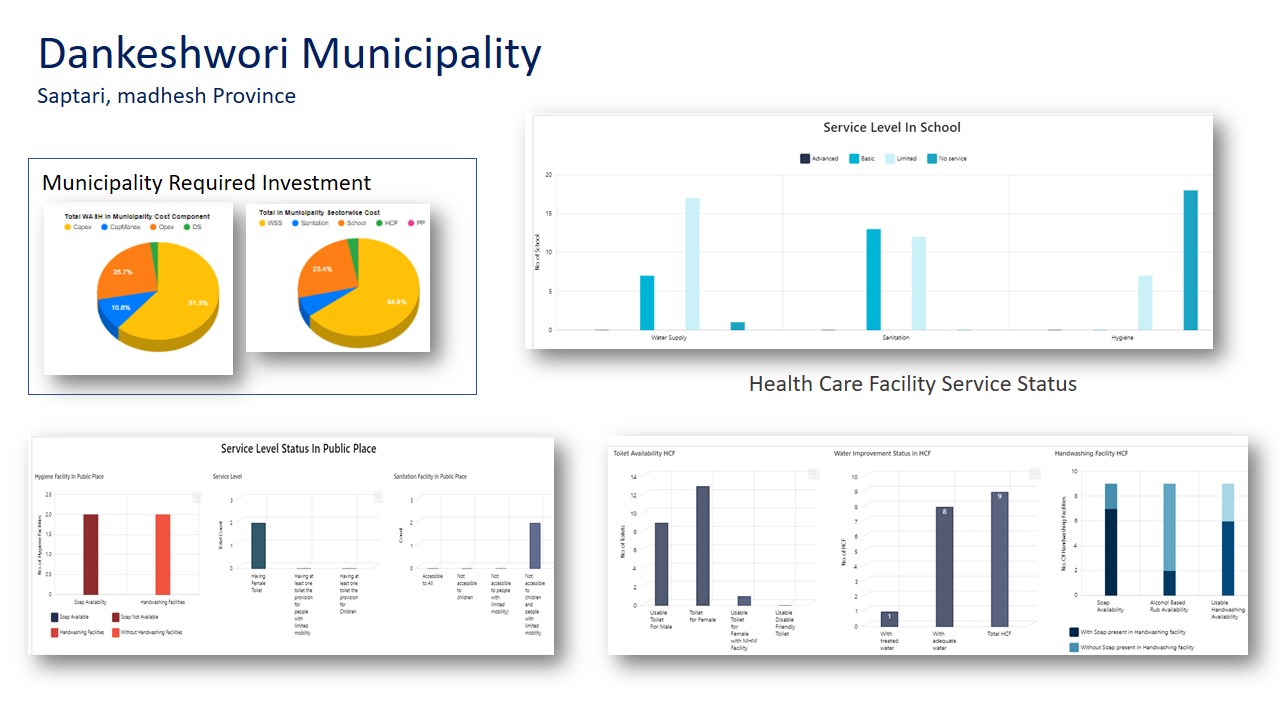 Dankeshwori Municipality
Saptari, madhesh Province
Municipality Required Investment
Total WASH in Municipality Cost Component
Capex CapManex Opex DS
26.7%
10.8%
61.3%
Total in Municipality Sectorwise Cost
WSS Sanitation School HCF PP
25.4%
64.6%
Service Level In School
Advanced Basic Limited No service
No. of School
20
15
10
5
0
Water Supply Sanitation Hygiene
Health Care Facility Service Status
Service Level Status In Public Place
Hygiene Facility In Public Place
No. of Hygiene Facilities
2.5
2.0
1.5
1.0
0.5
0.0
Soap Availability Handwashing Facilities
Soap Available Soap Not Available
Handwashing Facilities Without Handwashing Facilities
Service Level
Total Count
3
2
1
0
Having Female Toilet
Having at least one toilet the provision for people with limited mobility
Having at least one toilet the provision for Children
Sanitation Facility in Public Place
Count
3
2
1
0
Accessible to All
Not accessible to children
Not accessible to people with limited mobility)
Not accessible to children and people with limited mobility
Toilet Availability HCF
No. of Toilets
14
12
10
8
6
4
2
0
Usable Toilet For Male
Toilet for Female
Usable Toilet for Female with MHM Facility
Usable Disable Friendly Toilet
Water Improvement Status in HCF
No. of HCF
10
9
8
7
6
5
4
3
2
1
0
1
8
9
With treated water
With adequate water
Total HCF
Handwashing Facility HCF
No. Of Handwashing Facilities
10
8
6
4
2
0
Soap Availability
Alcohol Based Rub Availability
Usable Handwashing Availability
With Soap present in Handwashing facility
Without Soap present in Handwashing facility